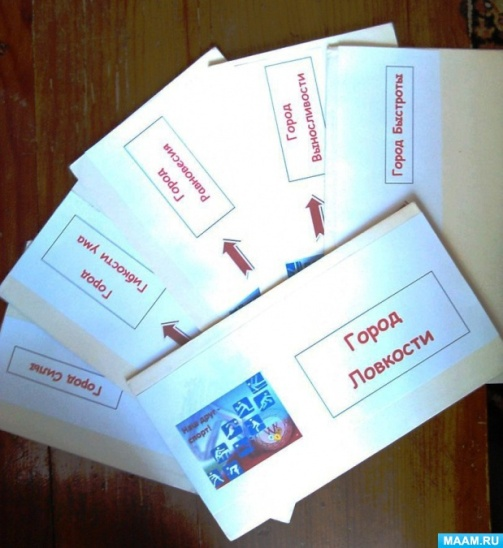 Город Быстроты
Город
Выносливости
Город
Равновесия
Город
Гибкости ума
Город Силы
Город
Ловкости
Наш друг -
спорт!
MAAM.RU